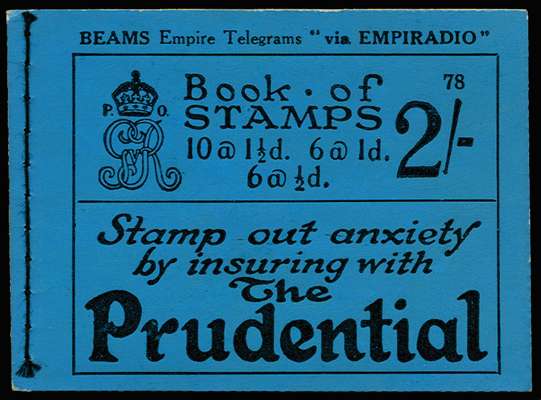 BEAMS Empire Telegrams “via EMPIRADIO”
P. O.
GR
Book · of
STAMPS
78
10 @ 1½d. 6 @ 1d.
6 @ ½d.
2/-
Stamp out anxiety
by insuring with
The
Prudential